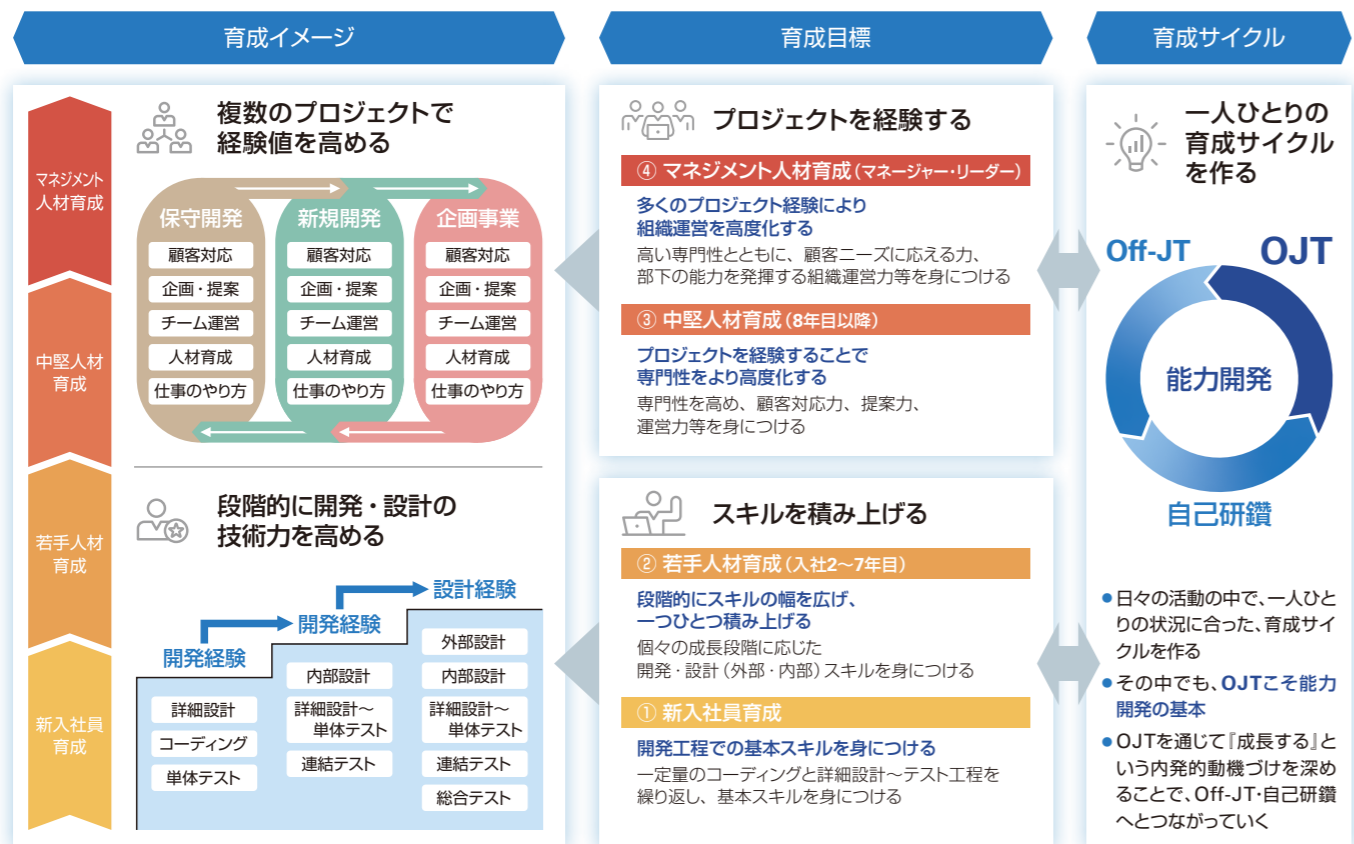 育成イメージ
育成目標
育成サイクル
マネジメント
人材育成
中堅人材
育成
若手人材
育成
新入社員
育成
複数のプロジェクトで
経験値を高める
保守開発
顧客対応
企画・提案
チーム運営
人材育成
仕事のやり方
新規開発
顧客対応
企画・提案
チーム運営
人材育成
仕事のやり方
企画事業
顧客対応
企画・提案
チーム運営
人材育成
仕事のやり方
段階的に開発・設計の
技術力を高める
開発経験
詳細設計
コーディング
単体テスト
開発経験
内部設計
詳細設計～
単体テスト
連結テスト
設計経験
外部設計
内部設計
詳細設計～
単体テスト
連結テスト
総合テスト
プロジェクトを経験する
④ マネジメント人材育成（マネージャー・リーダー）
多くのプロジェクト経験により
組織運営を高度化する
高い専門性とともに、顧客ニーズに応える力、
部下の能力を発揮する組織運営力等を身につける
③ 中堅人材育成（8年目以降）
プロジェクトを経験することで
専門性をより高度化する
専門性を高め、顧客対応力、提案力、
運営力等を身につける
スキルを積み上げる
② 若手人材育成（入社2～7年目）
段階的にスキルの幅を広げ、
一つひとつ積み上げる
個々の成長段階に応じた
開発・設計（外部・内部）スキルを身につける
① 新入社員育成
開発工程での基本スキルを身につける
一定量のコーディングと詳細設計～テスト工程を
繰り返し、基本スキルを身につける
一人ひとりの
育成サイクル
を作る
Off-JT
OJT
能力開発
自己研鑽
●日々の活動の中で、一人ひと
りの状況に合った、育成サイ
クルを作る
●その中でも、OJTこそ能力
開発の基本
●OJTを通じて『成長する』と
いう内発的動機づけを深め
ることで、Off-JT・自己研鑽
へとつながっていく